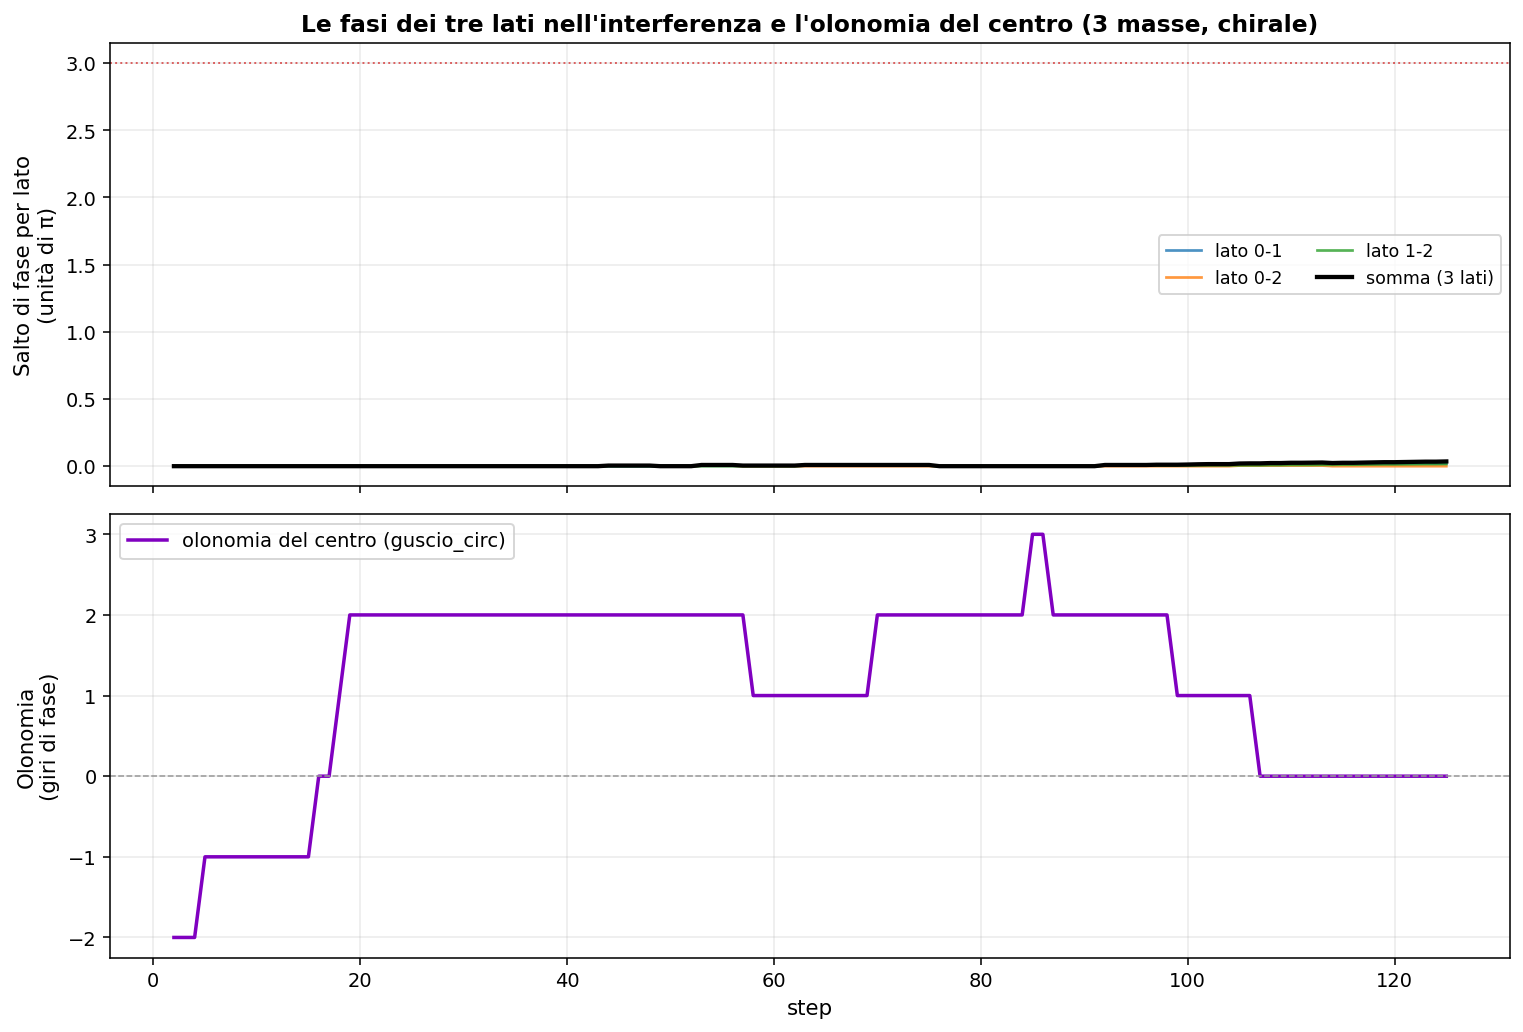 Le fasi dei tre lati nell'interferenza e l'olonomia del centro (3 masse, chirale)
Salto di fase per lato
(unità di π)
3.0
2.5
2.0
1.5
1.0
0.5
0.0
lato 0-1
lato 0-2
lato 1-2
somma (3 lati)
olonomia del centro (guscio_circ)
Olonomia
(giri di fase)
3
2
1
0
−1
−2
0
20
40
60
80
100
120
step